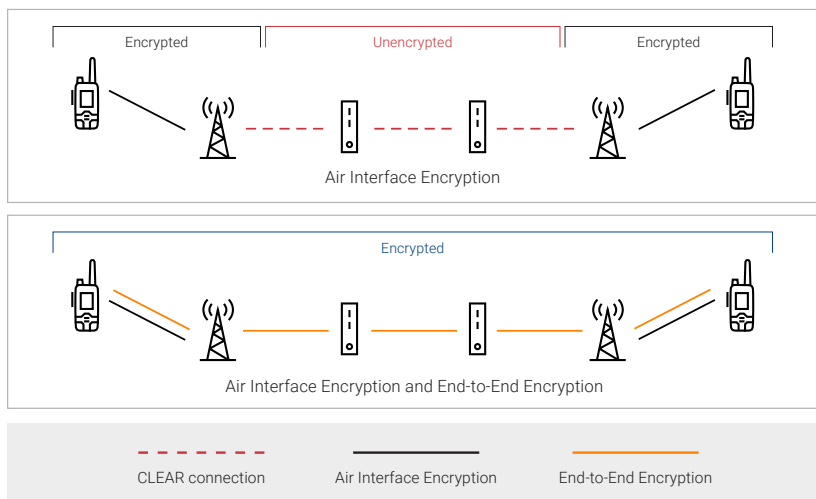 Encrypted
Unencrypted
Encrypted
Air Interface Encryption
Encrypted
Air Interface Encryption and End-to-End Encryption
CLEAR connection
Air Interface Encryption
End-to-End Encryption